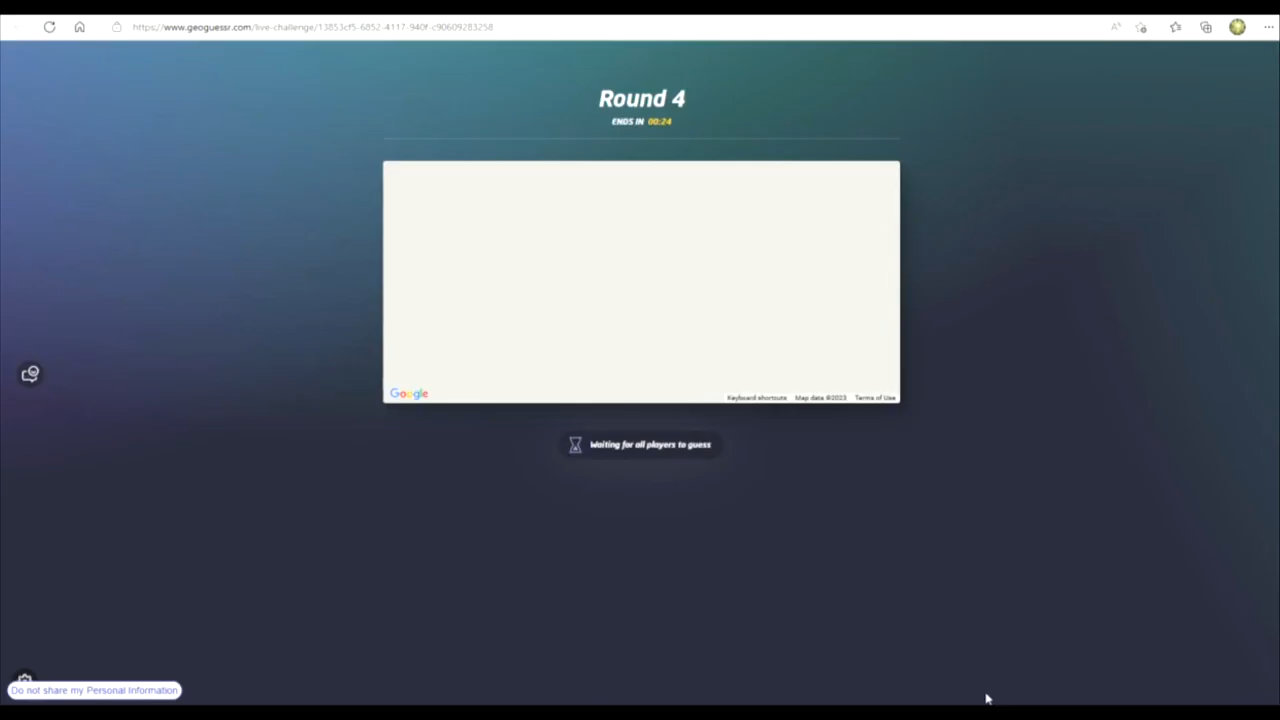 https://www.geoguessr.com/live-challenge/13853cf5-6852-4117-940f-c90609283258
Round 4
ENDS IN 00:24
Google
Keyboard shortcuts Map data ©2023 Terms of Use
Waiting for all players to guess
Do not share my Personal Information